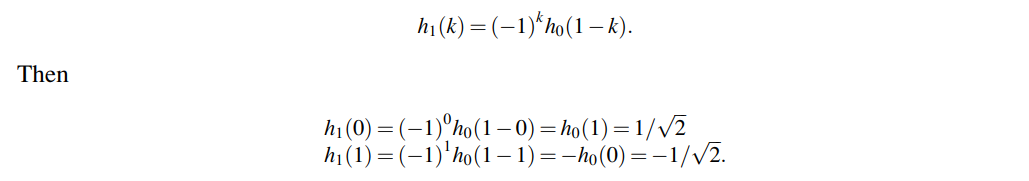 h₁(k) = (−1)ᵏh₀(1 − k).
Then
h₁(0) = (−1)⁰h₀(1 − 0) = h₀(1) = 1/√2
h₁(1) = (−1)¹h₀(1 − 1) = −h₀(0) = −1/√2.